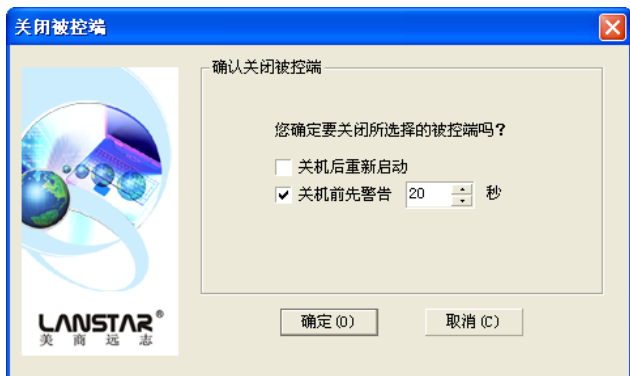 关闭被控端
确认关闭被控端
您确定要关闭所选择的被控端吗?
关机后重新启动
关机前先警告 20 秒
LANSTAR®
美商远志
确定(O) 取消(C)